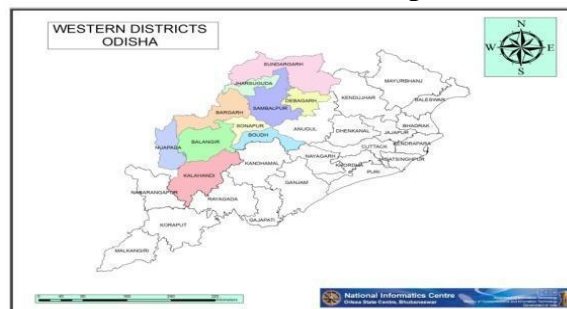 WESTERN DISTRICTS
ODISHA
N
W E
S
SUNDARGARH
JHARSUGUDA
SAMBALPUR
DEBAGARH
BARGARH
SONAPUR
BALANGIR
BOUDH
NUAPADA
KALAHANDI
MAYURBHANJ
KENDUJHAR
BALESWAR
ANUGUL
DHENKANAL
BHADRAK
JAJAPUR
KENDRAPARA
CUTTACK
JAGATSINGHPUR
NAYAGARH
KHORDHA
PURI
KANDHAMAL
GANJAM
NABARANGAPUR
RAYAGADA
GAJAPATI
KORAPUT
MALKANGIRI
National Informatics Centre
Orissa State Centre, Bhubaneswar